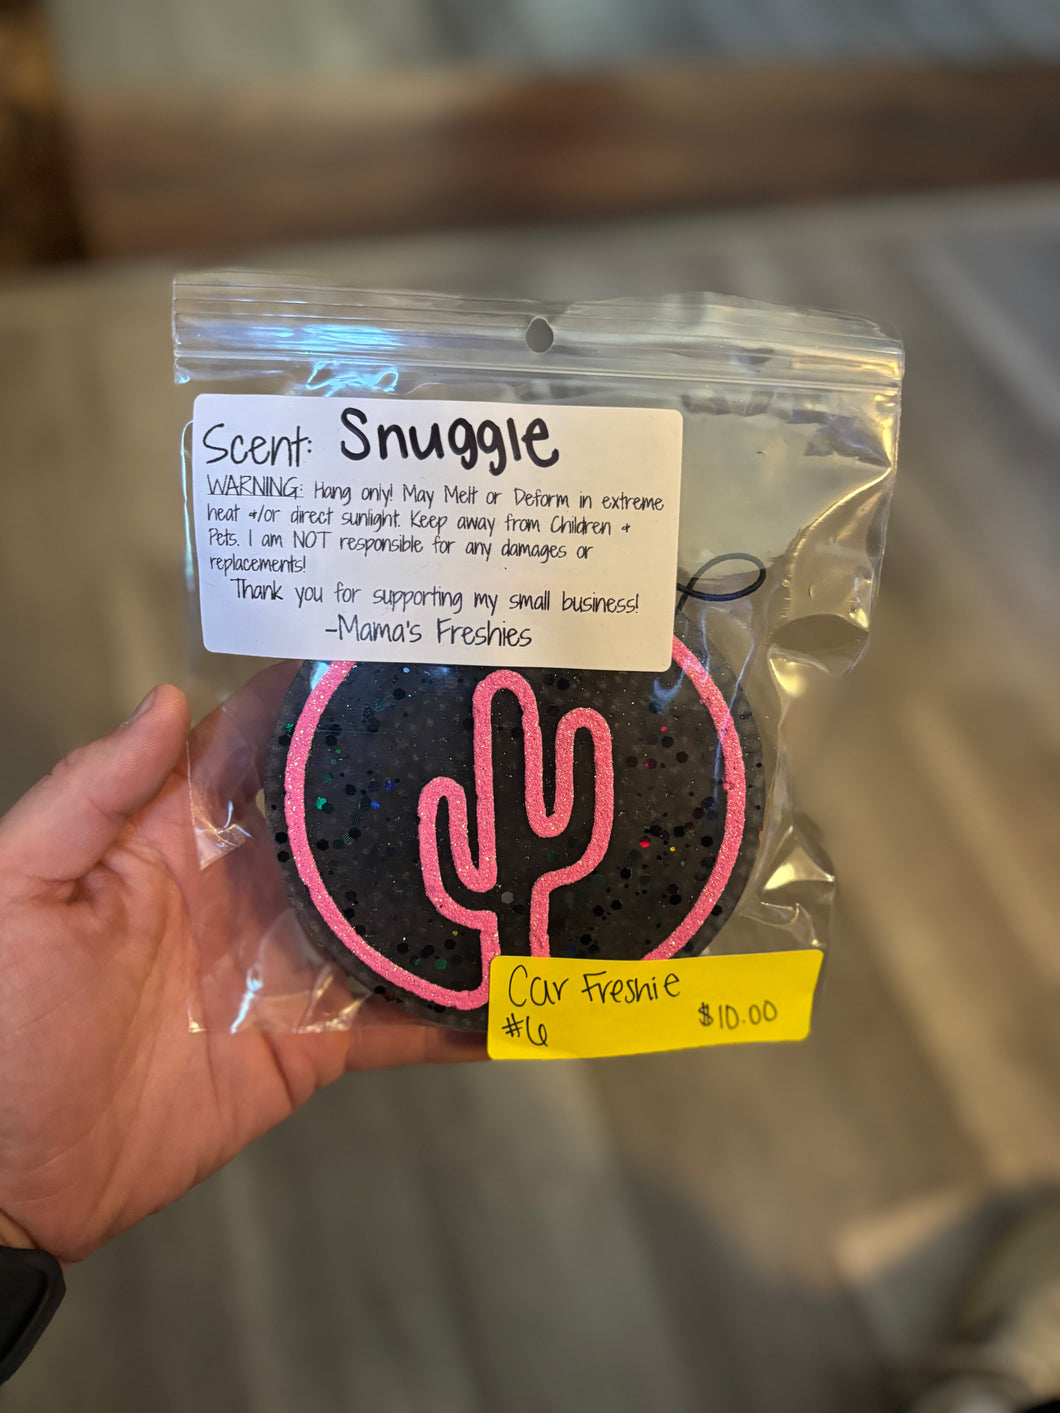 Scent: Snuggle
WARNING: Hang only! May Melt or Deform in extreme
heat +/or direct sunlight. Keep away from Children +
Pets. I am NOT responsible for any damages or
replacements!
Thank you for supporting my small business!
-Mama's Freshies
Car Freshie
#6 $10.00